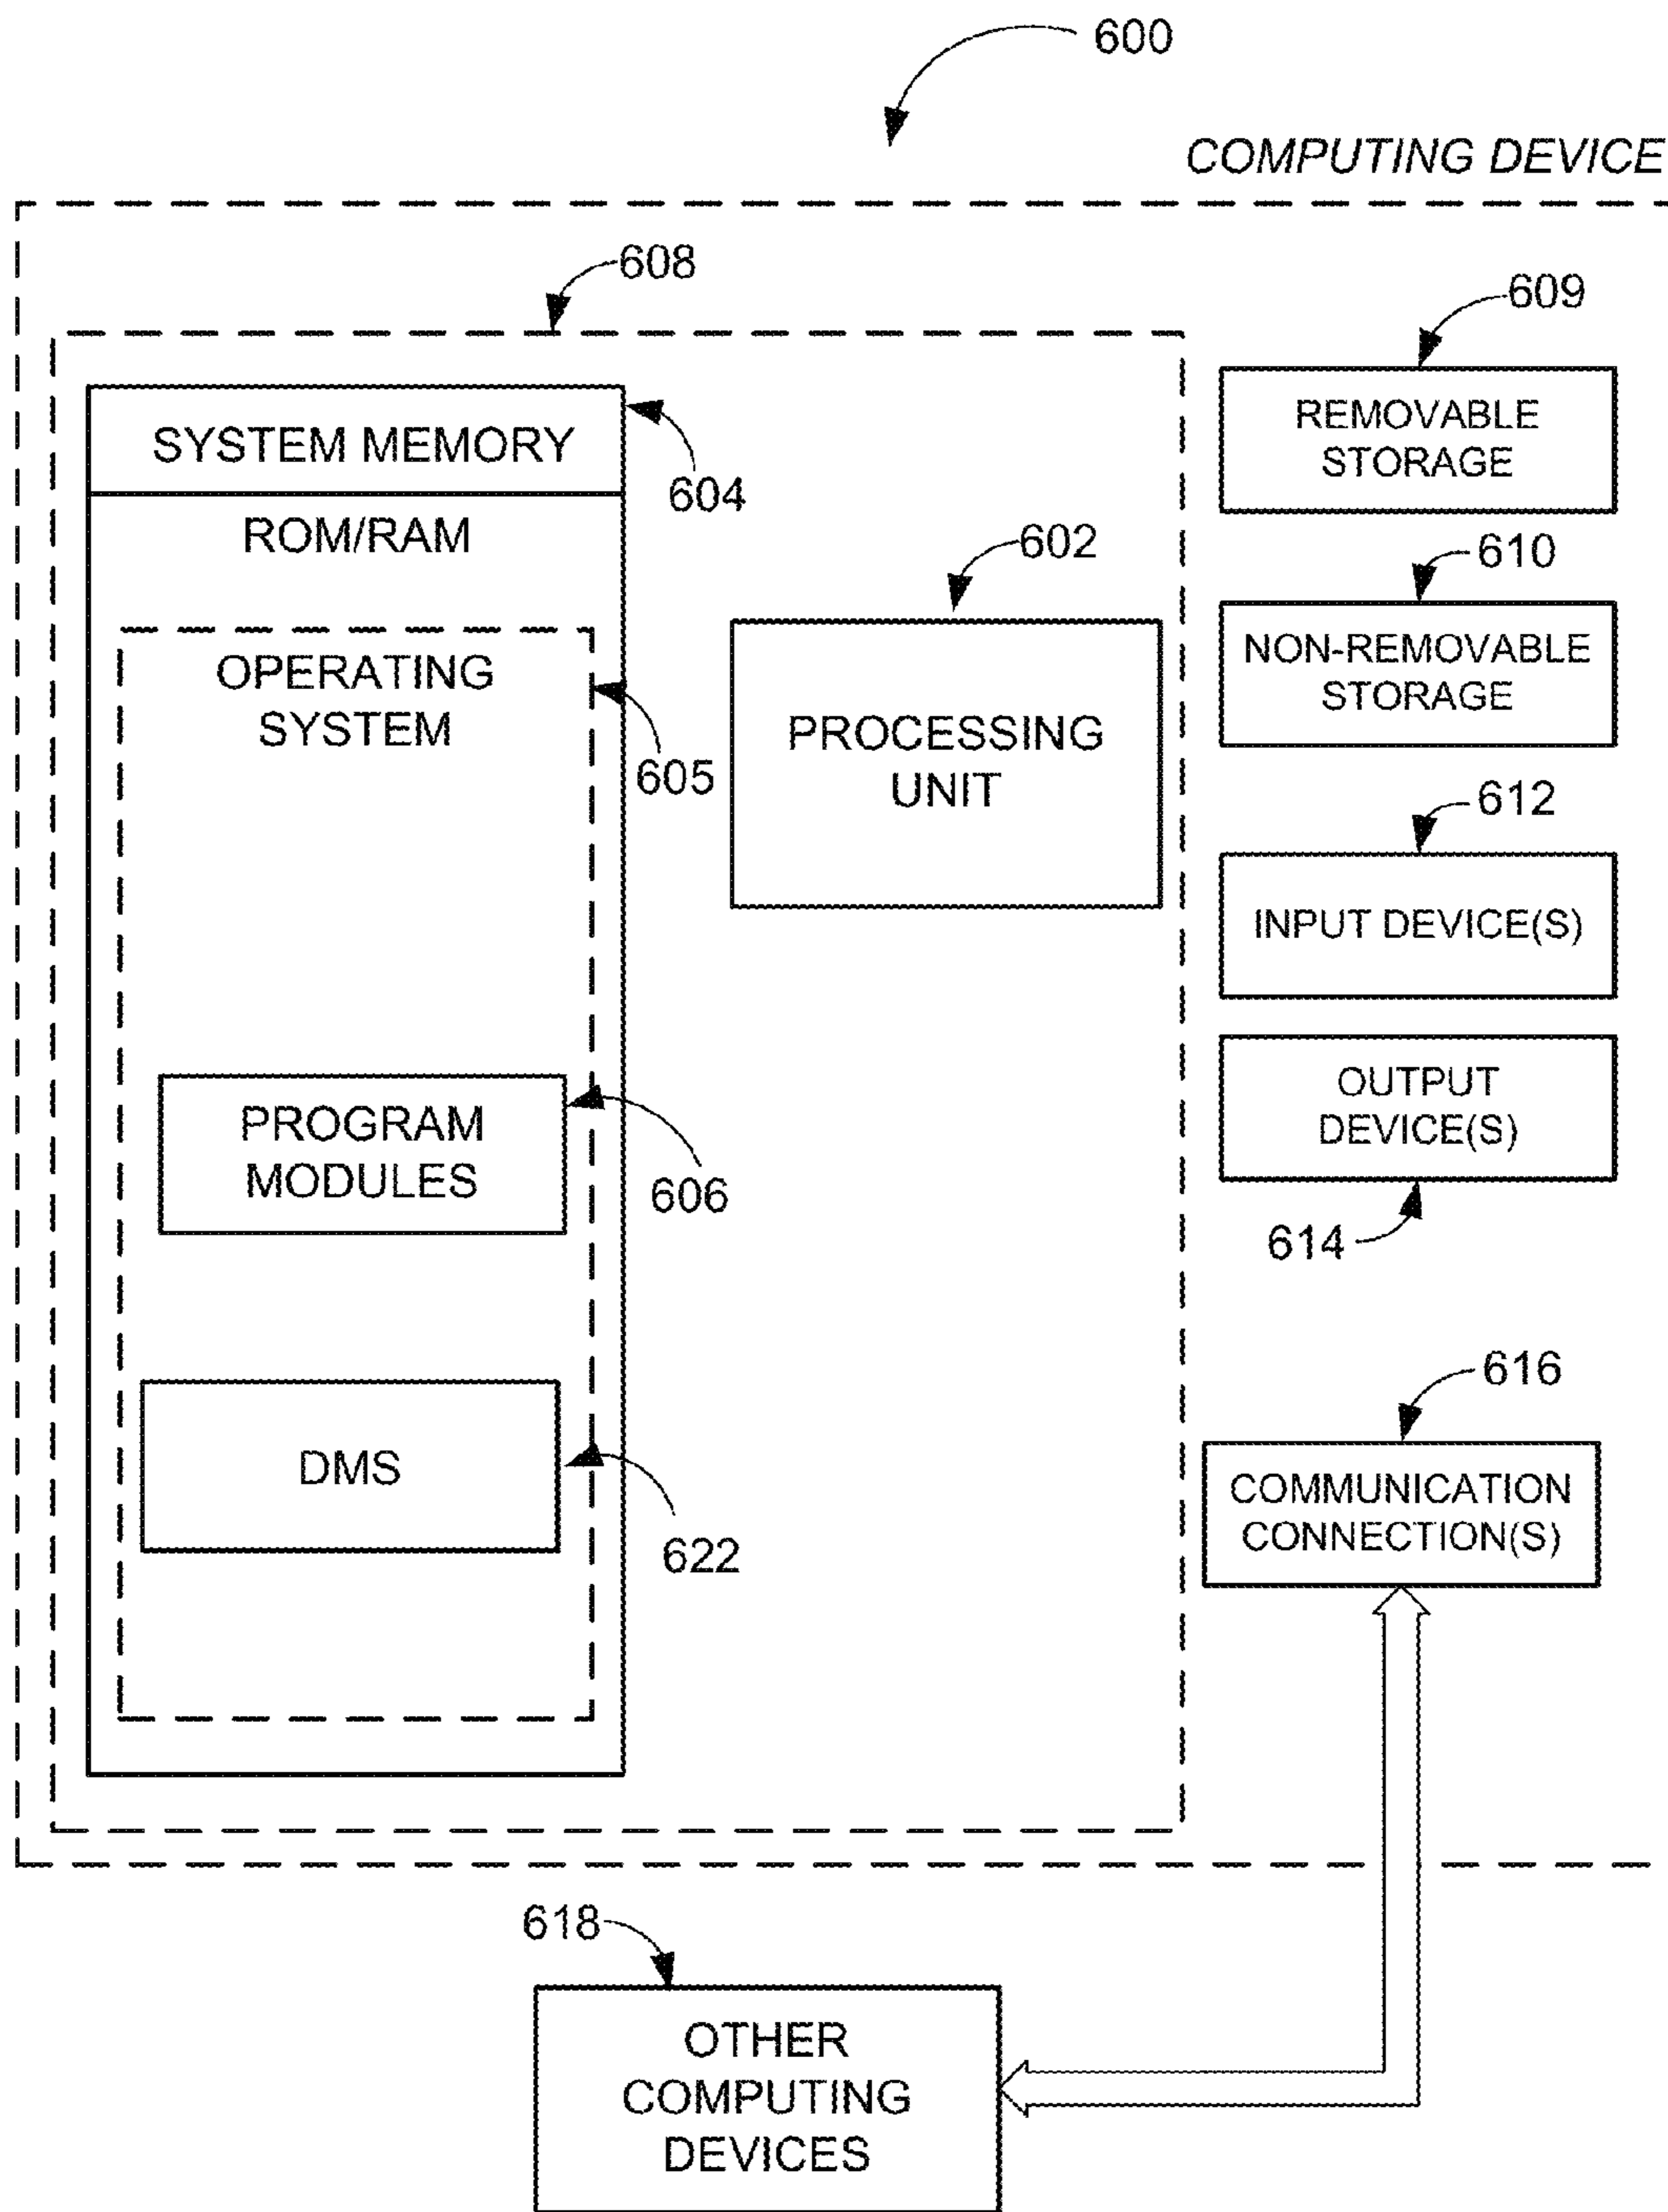 600
COMPUTING DEVICE
608
609
SYSTEM MEMORY
604
REMOVABLE
STORAGE
ROM/RAM
602
610
OPERATING
SYSTEM
605
PROCESSING
UNIT
NON-REMOVABLE
STORAGE
612
INPUT DEVICE(S)
PROGRAM
MODULES
606
OUTPUT
DEVICE(S)
614
DMS
622
616
COMMUNICATION
CONNECTION(S)
618
OTHER
COMPUTING
DEVICES